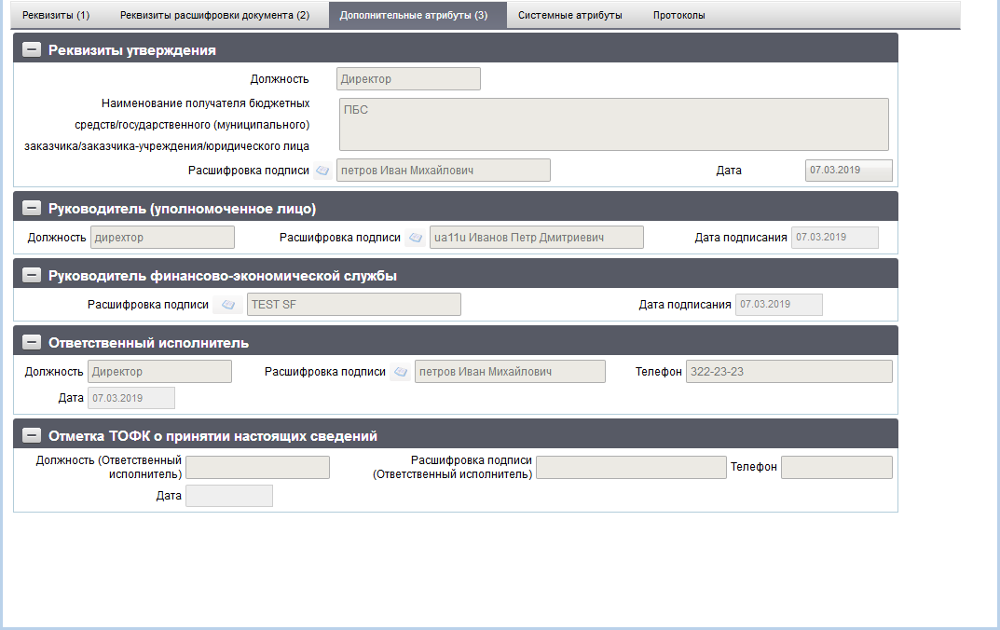 Реквизиты (1) Реквизиты расшифровки документа (2) Дополнительные атрибуты (3) Системные атрибуты Протоколы
Реквизиты утверждения
Должность Директор
Наименование получателя бюджетных
средств/государственного (муниципального)
заказчика/заказчика-учреждения/юридического лица
ПБС
Расшифровка подписи петров Иван Михайлович Дата 07.03.2019
Руководитель (уполномоченное лицо)
Должность дирехтор Расшифровка подписи ua11u Иванов Петр Дмитриевич Дата подписания 07.03.2019
Руководитель финансово-экономической службы
Расшифровка подписи TEST SF Дата подписания 07.03.2019
Ответственный исполнитель
Должность Директор Расшифровка подписи петров Иван Михайлович Телефон 322-23-23
Дата 07.03.2019
Отметка ТОФК о принятии настоящих сведений
Должность (Ответственный
исполнитель)
Расшифровка подписи
(Ответственный исполнитель)
Телефон
Дата